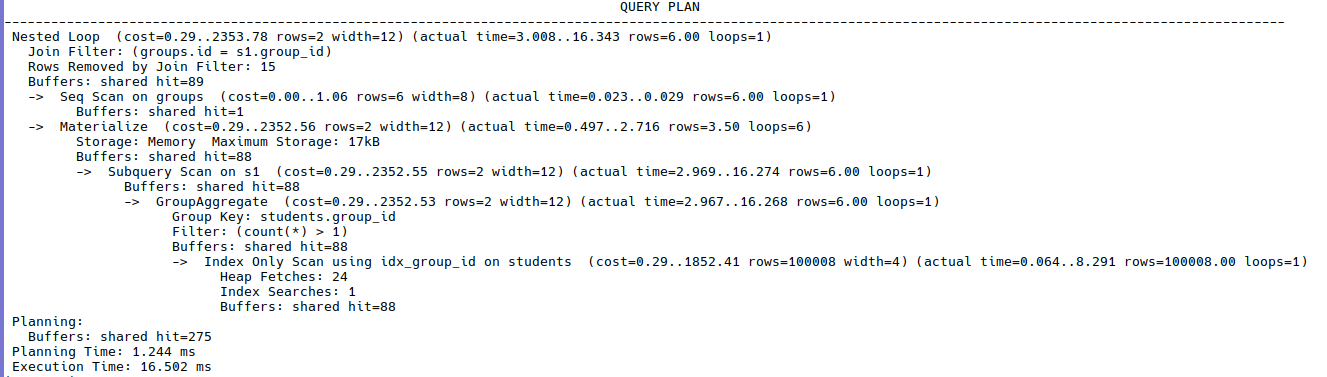 QUERY PLAN
-----------------------------------------------------------------------------------------------------------------------------------------------------------------
Nested Loop  (cost=0.29..2353.78 rows=2 width=12) (actual time=3.008..16.343 rows=6.00 loops=1)
  Join Filter: (groups.id = s1.group_id)
  Rows Removed by Join Filter: 15
  Buffers: shared hit=89
  ->  Seq Scan on groups  (cost=0.00..1.06 rows=6 width=8) (actual time=0.023..0.029 rows=6.00 loops=1)
        Buffers: shared hit=1
  ->  Materialize  (cost=0.29..2352.56 rows=2 width=12) (actual time=0.497..2.716 rows=3.50 loops=6)
        Storage: Memory  Maximum Storage: 17kB
        Buffers: shared hit=88
        ->  Subquery Scan on s1  (cost=0.29..2352.55 rows=2 width=12) (actual time=2.969..16.274 rows=6.00 loops=1)
              Buffers: shared hit=88
              ->  GroupAggregate  (cost=0.29..2352.53 rows=2 width=12) (actual time=2.967..16.268 rows=6.00 loops=1)
                    Group Key: students.group_id
                    Filter: (count(*) > 1)
                    Buffers: shared hit=88
                    ->  Index Only Scan using idx_group_id on students  (cost=0.29..1852.41 rows=100008 width=4) (actual time=0.064..8.291 rows=100008.00 loops=1)
                          Heap Fetches: 24
                          Index Searches: 1
                          Buffers: shared hit=88
Planning:
  Buffers: shared hit=275
Planning Time: 1.244 ms
Execution Time: 16.502 ms